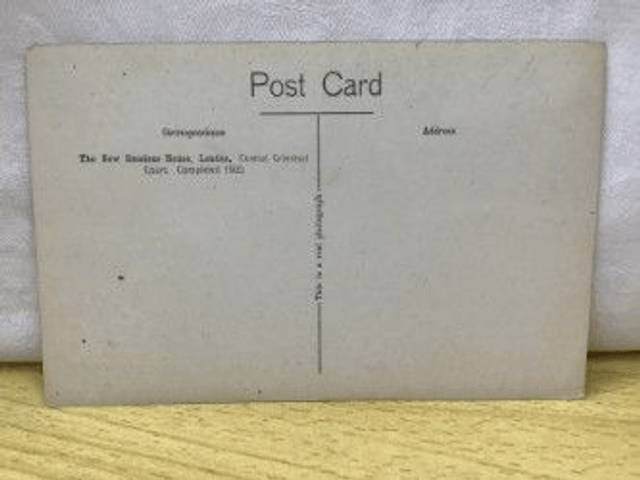 Post Card
Correspondence
Address
The New Sessions House, London, Central Criminal
Court. Completed
This is a real photograph